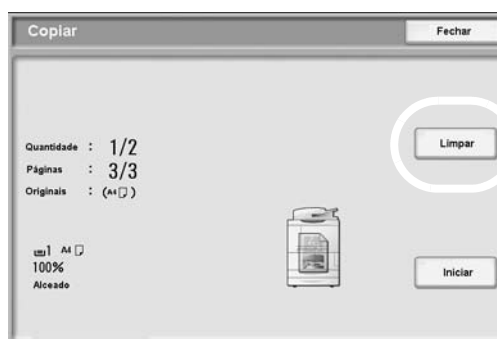 Copiar
Fechar
Limpar
Quantidade : 1/2
Páginas : 3/3
Originais : (A4)
1 A4
100%
Alceado
Iniciar